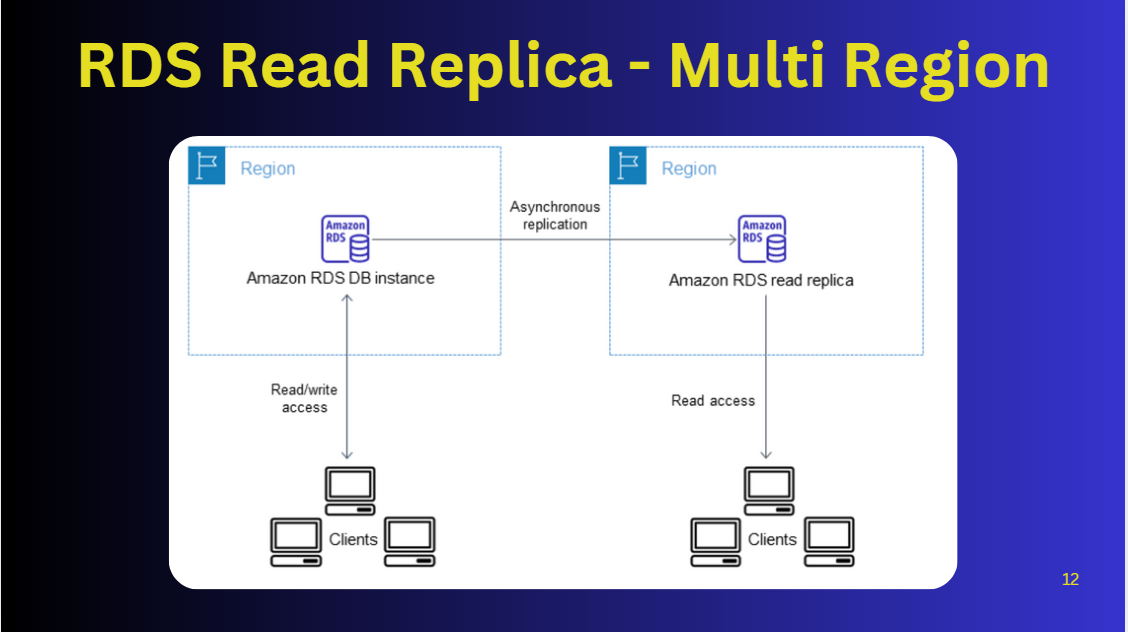 RDS Read Replica - Multi Region
Region
Region
Asynchronous
replication
Amazon
RDS
Amazon
RDS
Amazon RDS DB instance
Amazon RDS read replica
Read/write
access
Read access
Clients
Clients
12